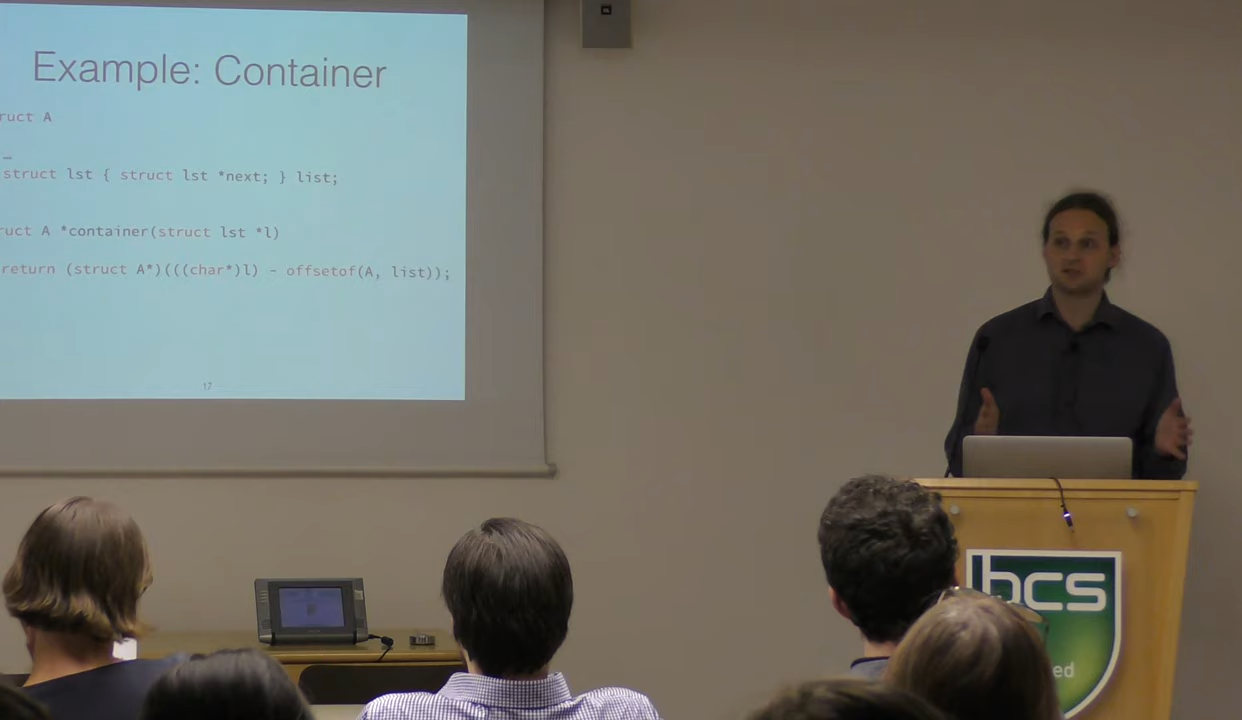 Example: Container
ruct A
…
struct lst { struct lst *next; } list;
uct A *container(struct lst *l)
return (struct A*)(((char*)l) - offsetof(A, list));
17
bcs
ed